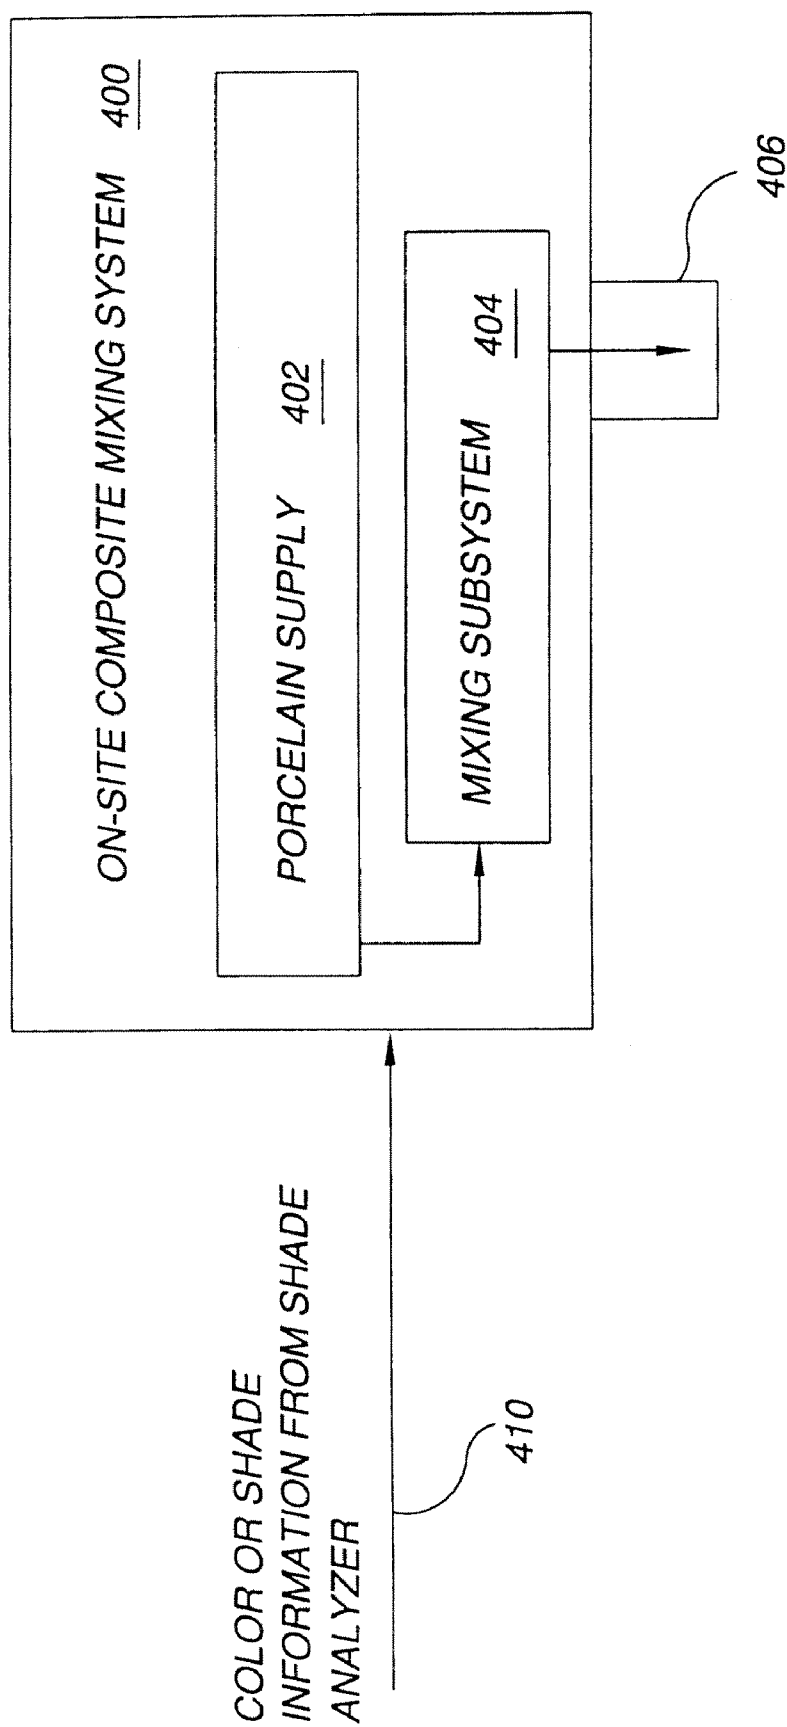 ON-SITE COMPOSITE MIXING SYSTEM 400
PORCELAIN SUPPLY 402
MIXING SUBSYSTEM 404
406
COLOR OR SHADE
INFORMATION FROM SHADE
ANALYZER
410